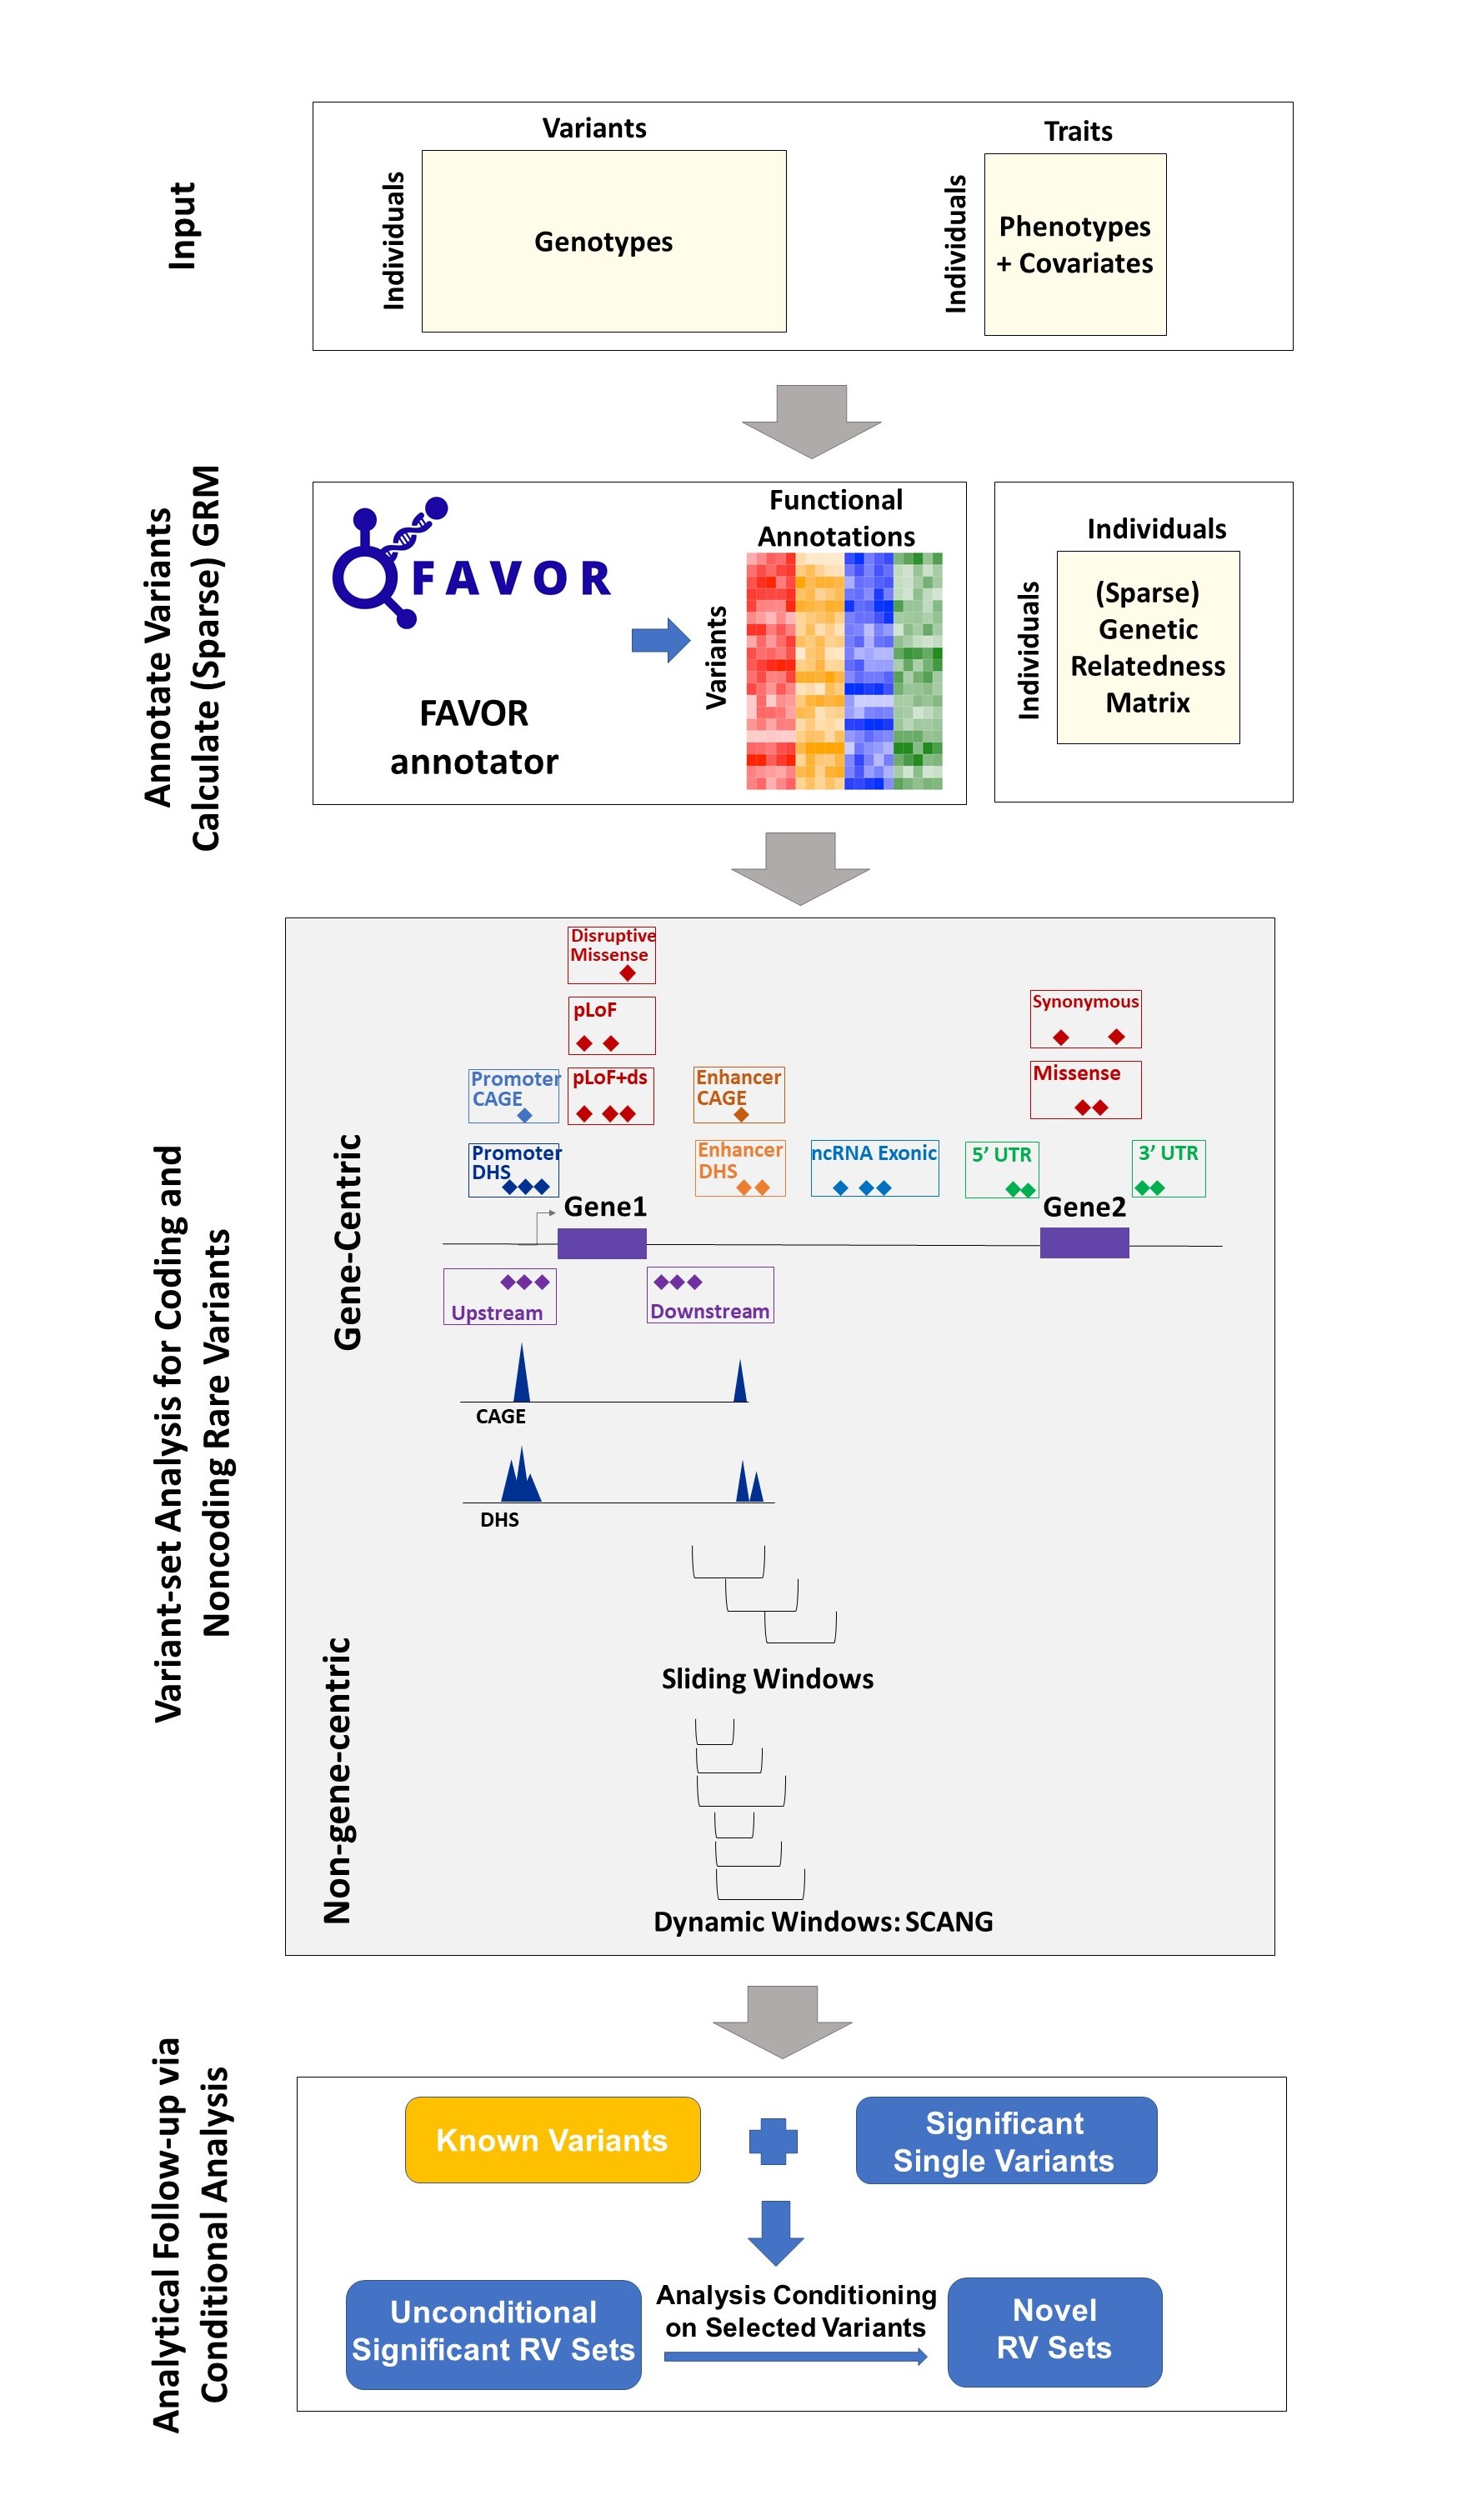 Input
Variants
Individuals
Genotypes
Traits
Individuals
Phenotypes
+ Covariates
Annotate Variants
Calculate (Sparse) GRM
FAVOR
FAVOR
annotator
Functional
Annotations
Variants
Individuals
Individuals
(Sparse)
Genetic
Relatedness
Matrix
Variant-set Analysis for Coding and
Noncoding Rare Variants
Gene-Centric
Disruptive
Missense
pLoF
pLoF+ds
Promoter
CAGE
Promoter
DHS
Enhancer
CAGE
Enhancer
DHS
ncRNA Exonic
Synonymous
Missense
5’ UTR
3’ UTR
Gene1
Gene2
Upstream
Downstream
CAGE
DHS
Non-gene-centric
Sliding Windows
Dynamic Windows: SCANG
Analytical Follow-up via
Conditional Analysis
Known Variants
Significant
Single Variants
Unconditional
Significant RV Sets
Analysis Conditioning
on Selected Variants
Novel
RV Sets